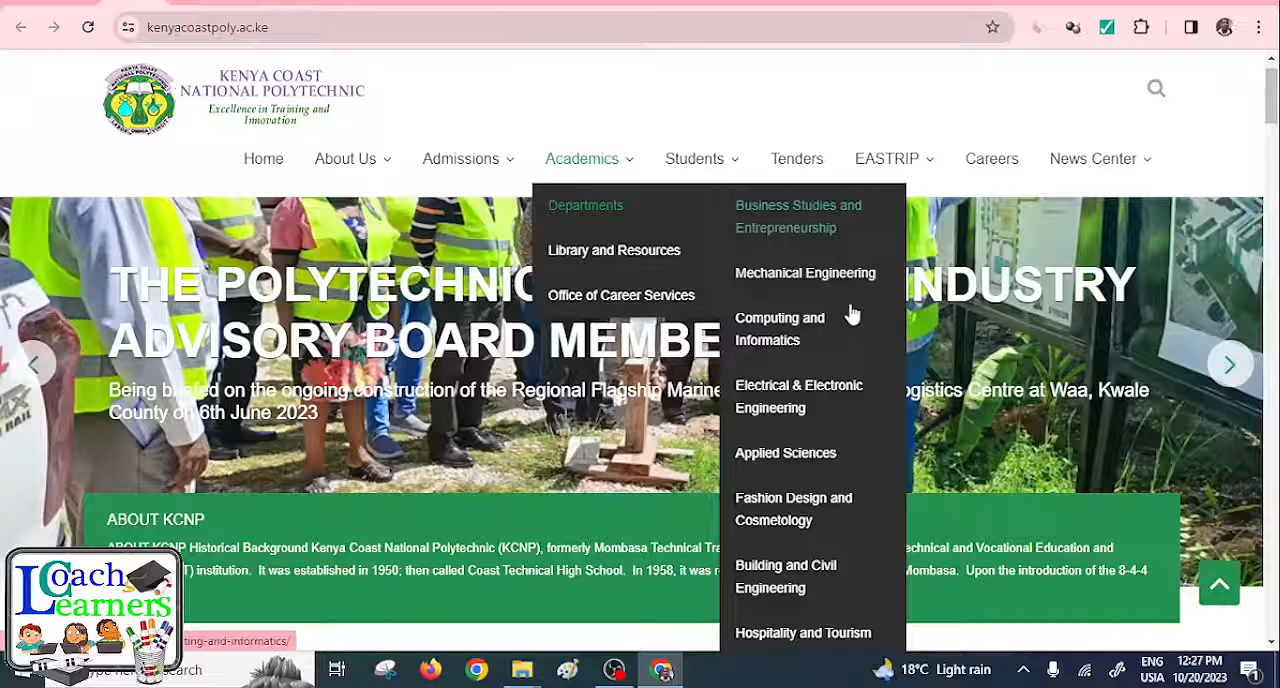 kenyacoastpoly.ac.ke
KENYA COAST
NATIONAL POLYTECHNIC
Excellence in Training and
Innovation
Home
About Us
Admissions
Academics
Students
Tenders
EASTRIP
Careers
News Center
Departments
Library and Resources
Office of Career Services
Business Studies and
Entrepreneurship
Mechanical Engineering
Computing and
Informatics
Electrical & Electronic
Engineering
Applied Sciences
Fashion Design and
Cosmetology
Building and Civil
Engineering
Hospitality and Tourism
THE POLYTECHNIC NDUSTRY
ADVISORY BOARD MEMBE
Being briefed on the ongoing construction of the Regional Flagship Marine ogistics Centre at Waa, Kwale
County on 6th June 2023
ABOUT KCNP
ABOUT KCNP Historical Background Kenya Coast National Polytechnic (KCNP), formerly Mombasa Technical Tra echnical and Vocational Education and
T) institution. It was established in 1950; then called Coast Technical High School. In 1958, it was r Mombasa. Upon the introduction of the 8-4-4
Coach
Learners
ting-and-informatics/
search
18°C Light rain
ENG
USIA
12:27 PM
10/20/2023
1